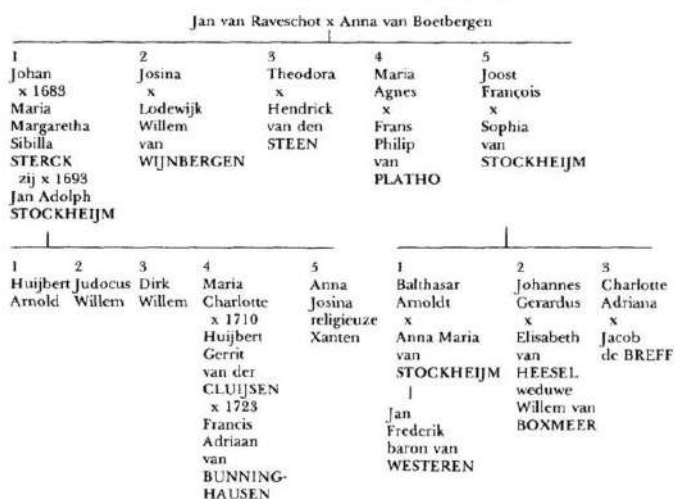 Jan van Raveschot x Anna van Boetbergen
1
Johan
x 1683
Maria
Margaretha
Sibilla
STERCK
zij x 1693
Jan Adolph
STOCKHEIJM
2
Josina
x
Lodewijk
Willem
van
WIJNBERGEN
3
Theodora
x
Hendrick
van den
STEEN
4
Maria
Agnes
x
Frans
Philip
van
PLATHO
5
Joost
François
x
Sophia
van
STOCKHEIJM
1
Huijbert
Arnold
2
Judocus
Willem
3
Dirk
Willem
4
Maria
Charlotte
x 1710
Huijbert
Gerrit
van der
CLUIJSEN
x 1723
Francis
Adriaan
van
BUNNING-
HAUSEN
5
Anna
Josina
religieuze
Xanten
1
Balthasar
Arnoldt
x
Anna Maria
van
STOCKHEIJM
Jan
Frederik
baron van
WESTEREN
2
Johannes
Gerardus
x
Elisabeth
van
HEESEL
weduwe
Willem van
BOXMEER
3
Charlotte
Adriana
x
Jacob
de BREFF